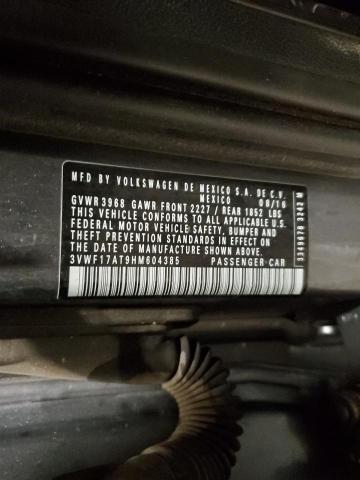 MFD BY VOLKSWAGEN DE MEXICO S.A. DE C.V.
MEXICO 08/16
GVWR 3968 GAWR FRONT 2227 / REAR 1852 LBS
THIS VEHICLE CONFORMS TO ALL APPLICABLE U.S.
FEDERAL MOTOR VEHICLE SAFETY, BUMPER AND
THEFT PREVENTION STANDARDS IN EFFECT ON
THE DATE OF MANUFACTURE SHOWN ABOVE.
3VWF17AT9HM604385 PASSENGER CAR